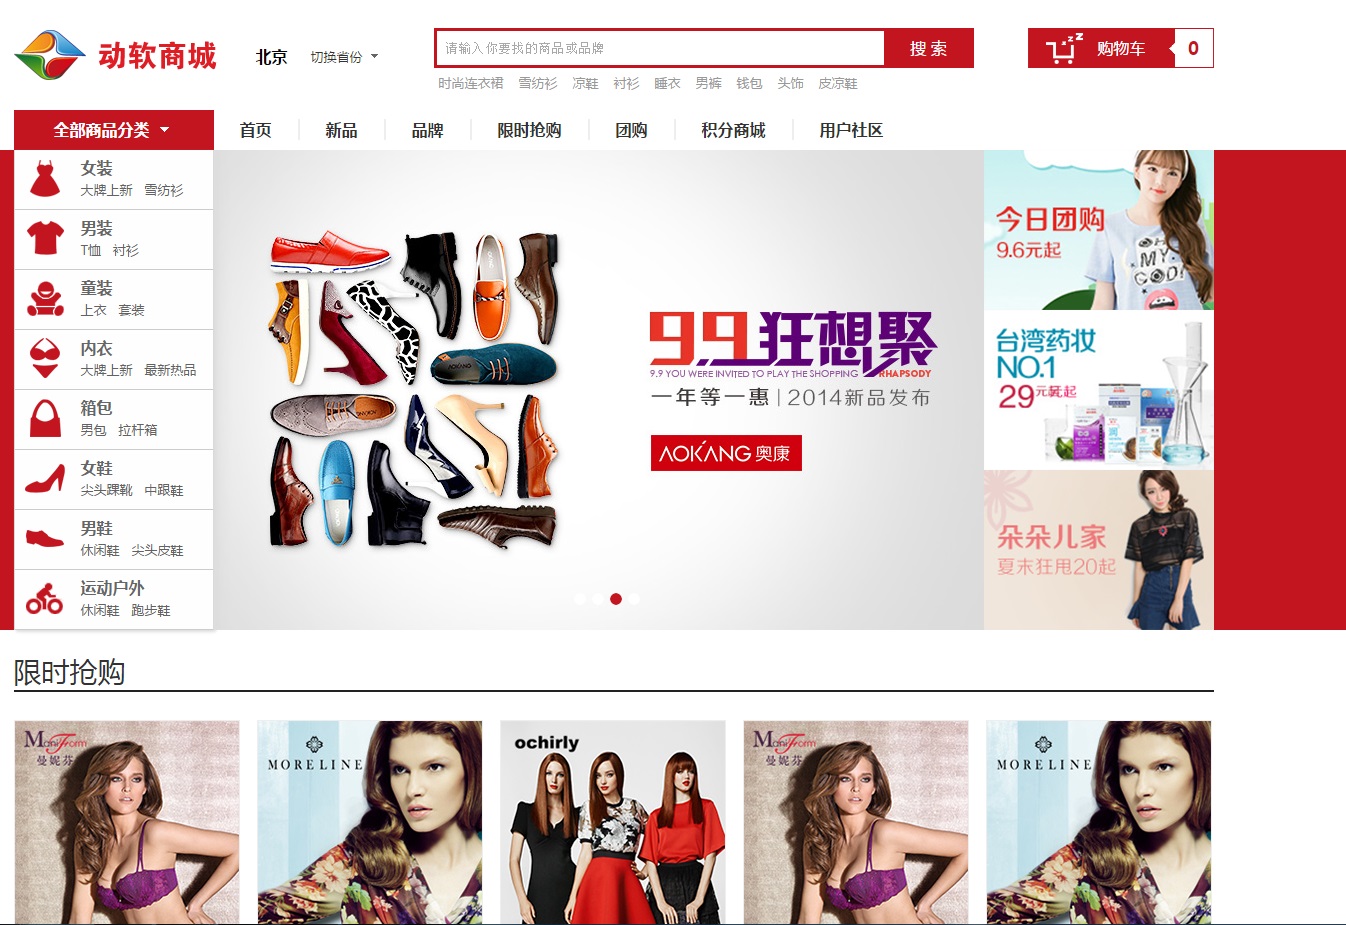 动软商城
北京 切换省份
请输入你要找的商品或品牌
搜 索
z z Z
购物车 0
时尚连衣裙 雪纺衫 凉鞋 衬衫 睡衣 男裤 钱包 头饰 皮凉鞋
全部商品分类 首页 新品 品牌 限时抢购 团购 积分商城 用户社区
女装
大牌上新 雪纺衫
男装
T恤 衬衫
童装
上衣 套装
内衣
大牌上新 最新热品
箱包
男包 拉杆箱
女鞋
尖头踝靴 中跟鞋
男鞋
休闲鞋 尖头皮鞋
运动户外
休闲鞋 跑步鞋
9.9狂想聚
9.9 YOU WERE INVITED TO PLAY THE SHOPPING RHAPSODY
一年等一惠 | 2014新品发布
AOKANG 奥康
今日团购
9.6元起
OH
MY
GOD!
台湾药妆
NO.1
29元起
朵朵儿家
夏末狂甩20起
限时抢购
ManiForm
曼妮芬
MORELINE
ochirly
ManiForm
曼妮芬
MORELINE